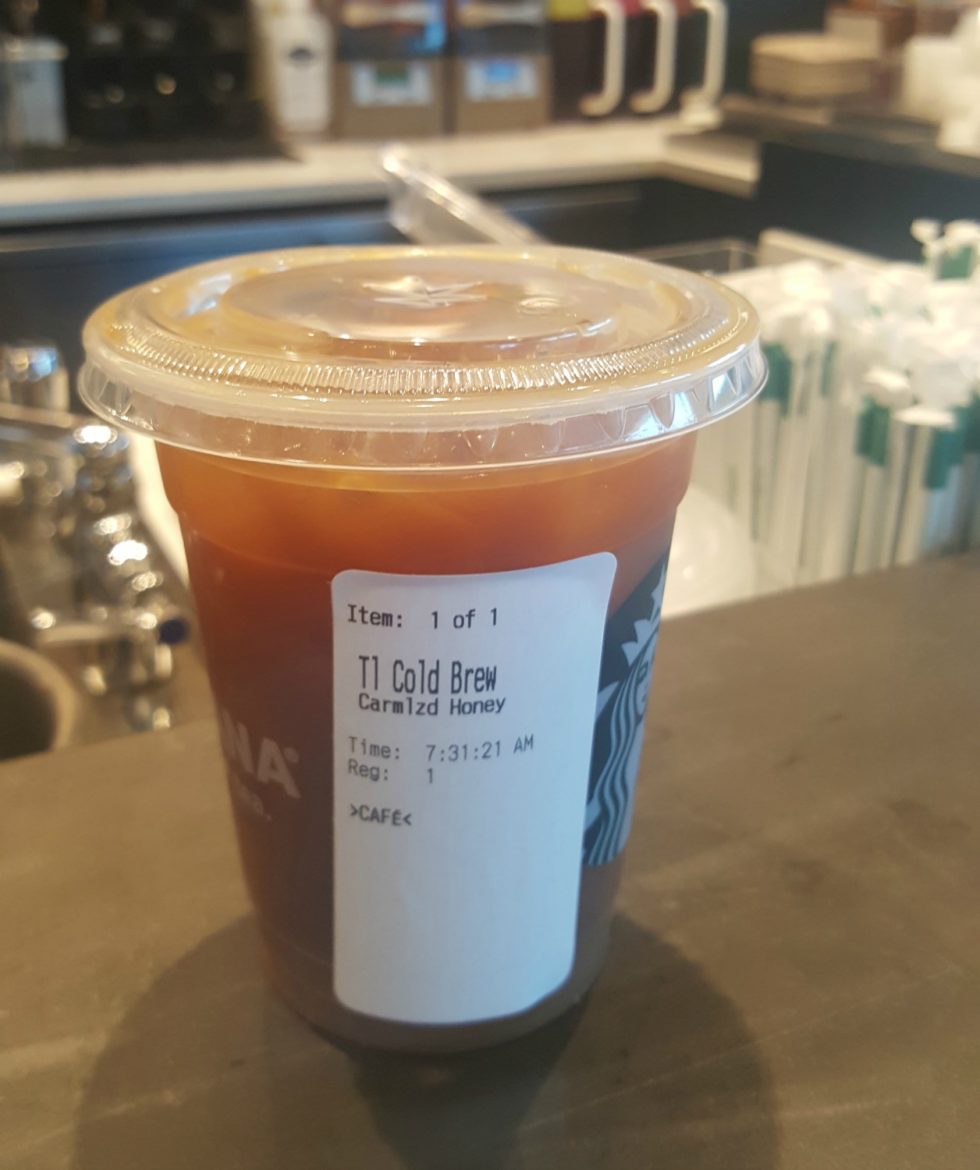 Item: 1 of 1
Tl Cold Brew
Carmlzd Honey
Time: 7:31:21 AM
Reg: 1
>CAFÉ<